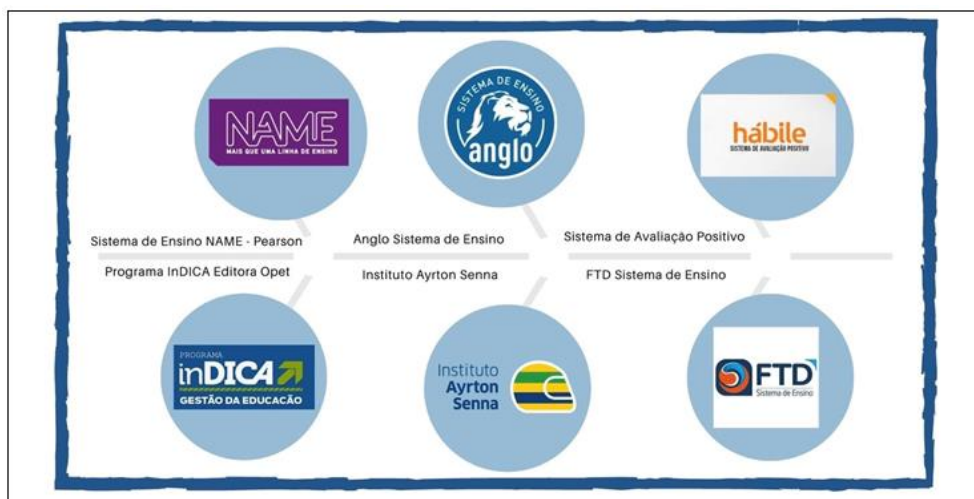 NAME
MAIS QUE UMA LINHA DE ENSINO
SISTEMA DE ENSINO
anglo
hábile
SISTEMA DE AVALIAÇÃO POSITIVO
Sistema de Ensino NAME - Pearson
Anglo Sistema de Ensino
Sistema de Avaliação Positivo
Programa InDICA Editora Opet
Instituto Ayrton Senna
FTD Sistema de Ensino
PROGRAMA
inDICA
GESTÃO DA EDUCAÇÃO
Instituto
Ayrton
Senna
FTD
Sistema de Ensino